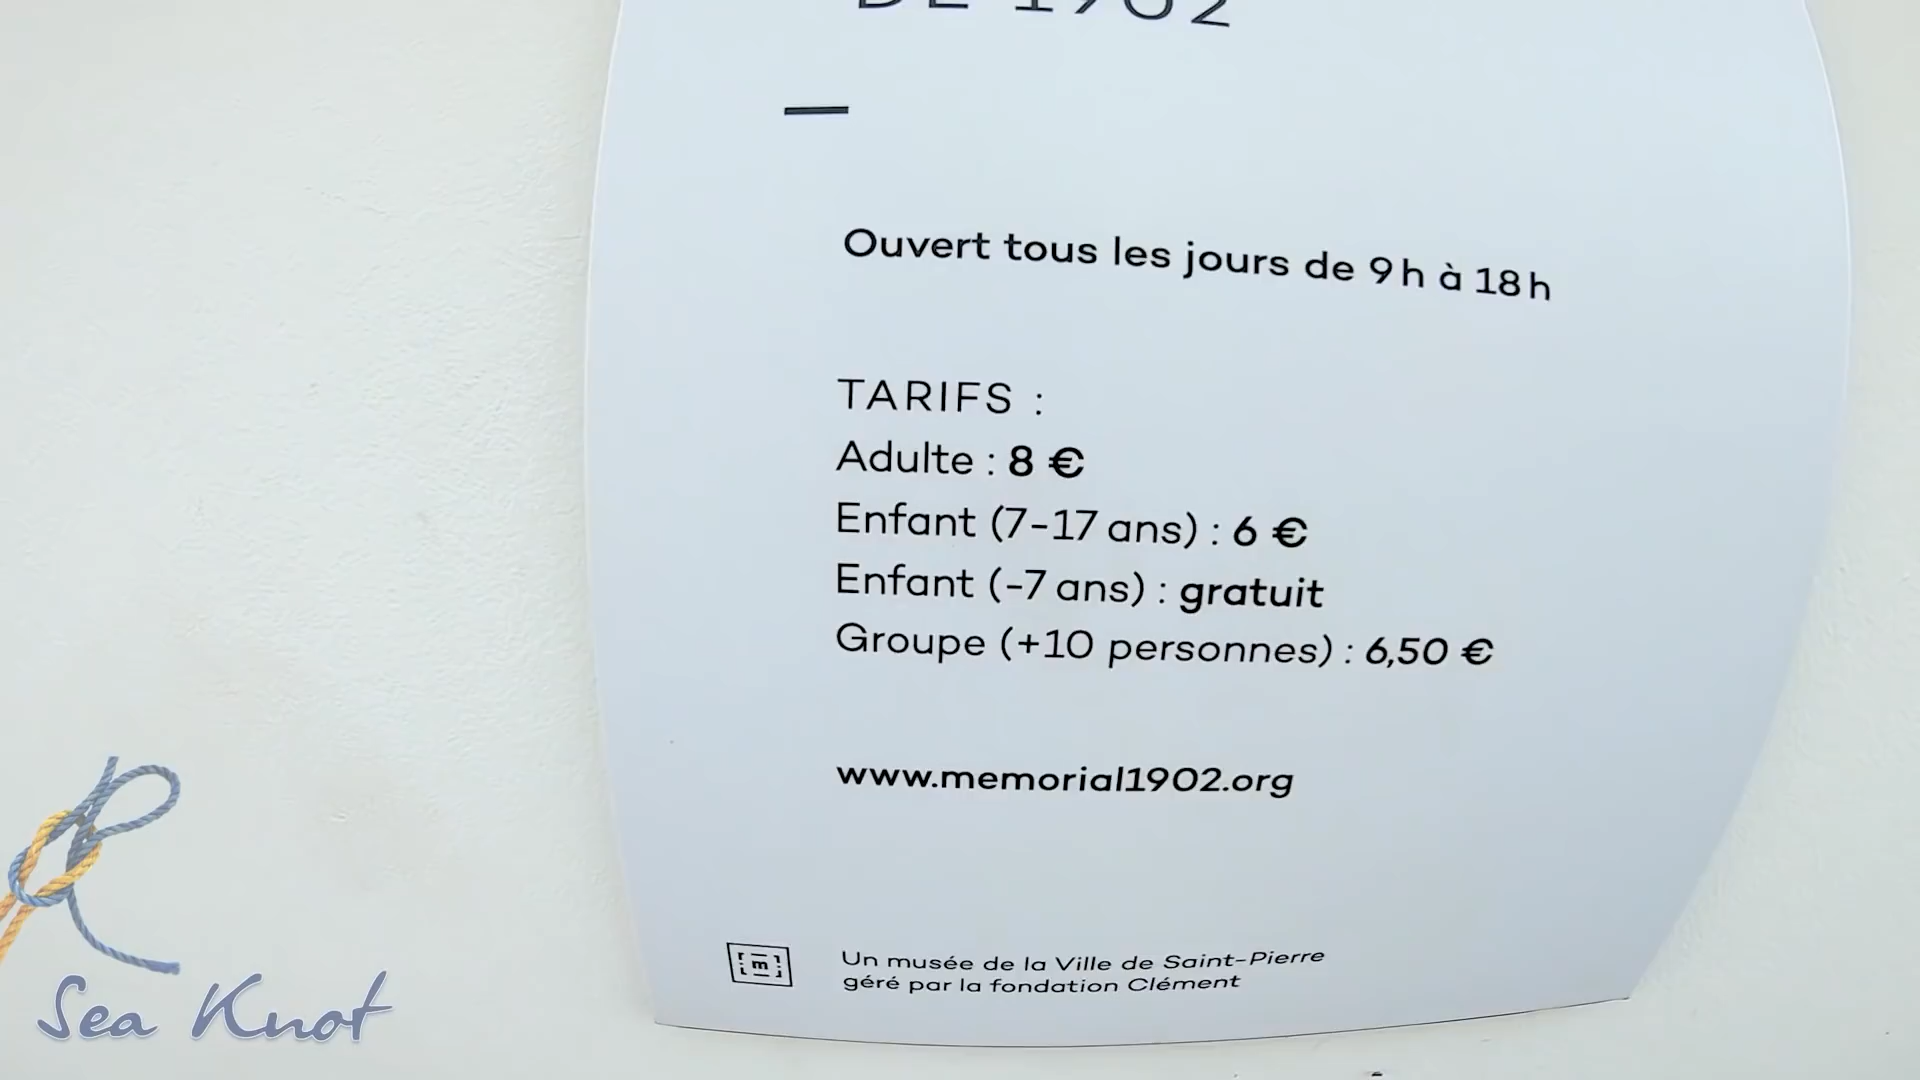 DE 1902
Ouvert tous les jours de 9h à 18h
TARIFS :
Adulte : 8 €
Enfant (7-17 ans) : 6 €
Enfant (-7 ans) : gratuit
Groupe (+10 personnes) : 6,50 €
www.memorial1902.org
m
Un musée de la Ville de Saint-Pierre
géré par la fondation Clément
Sea Knot